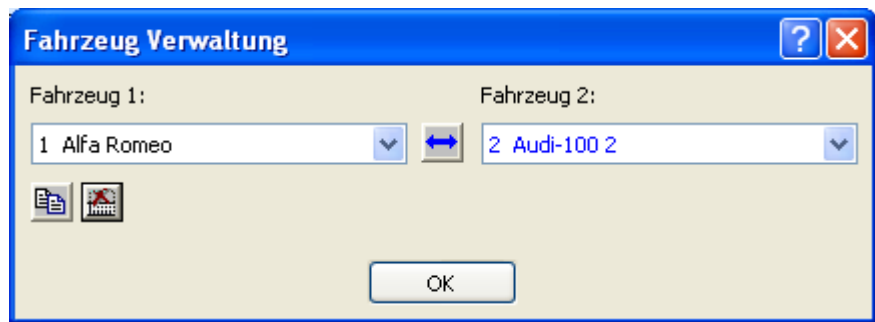 Fahrzeug Verwaltung
Fahrzeug 1: Fahrzeug 2:
1 Alfa Romeo 2 Audi-100 2
OK